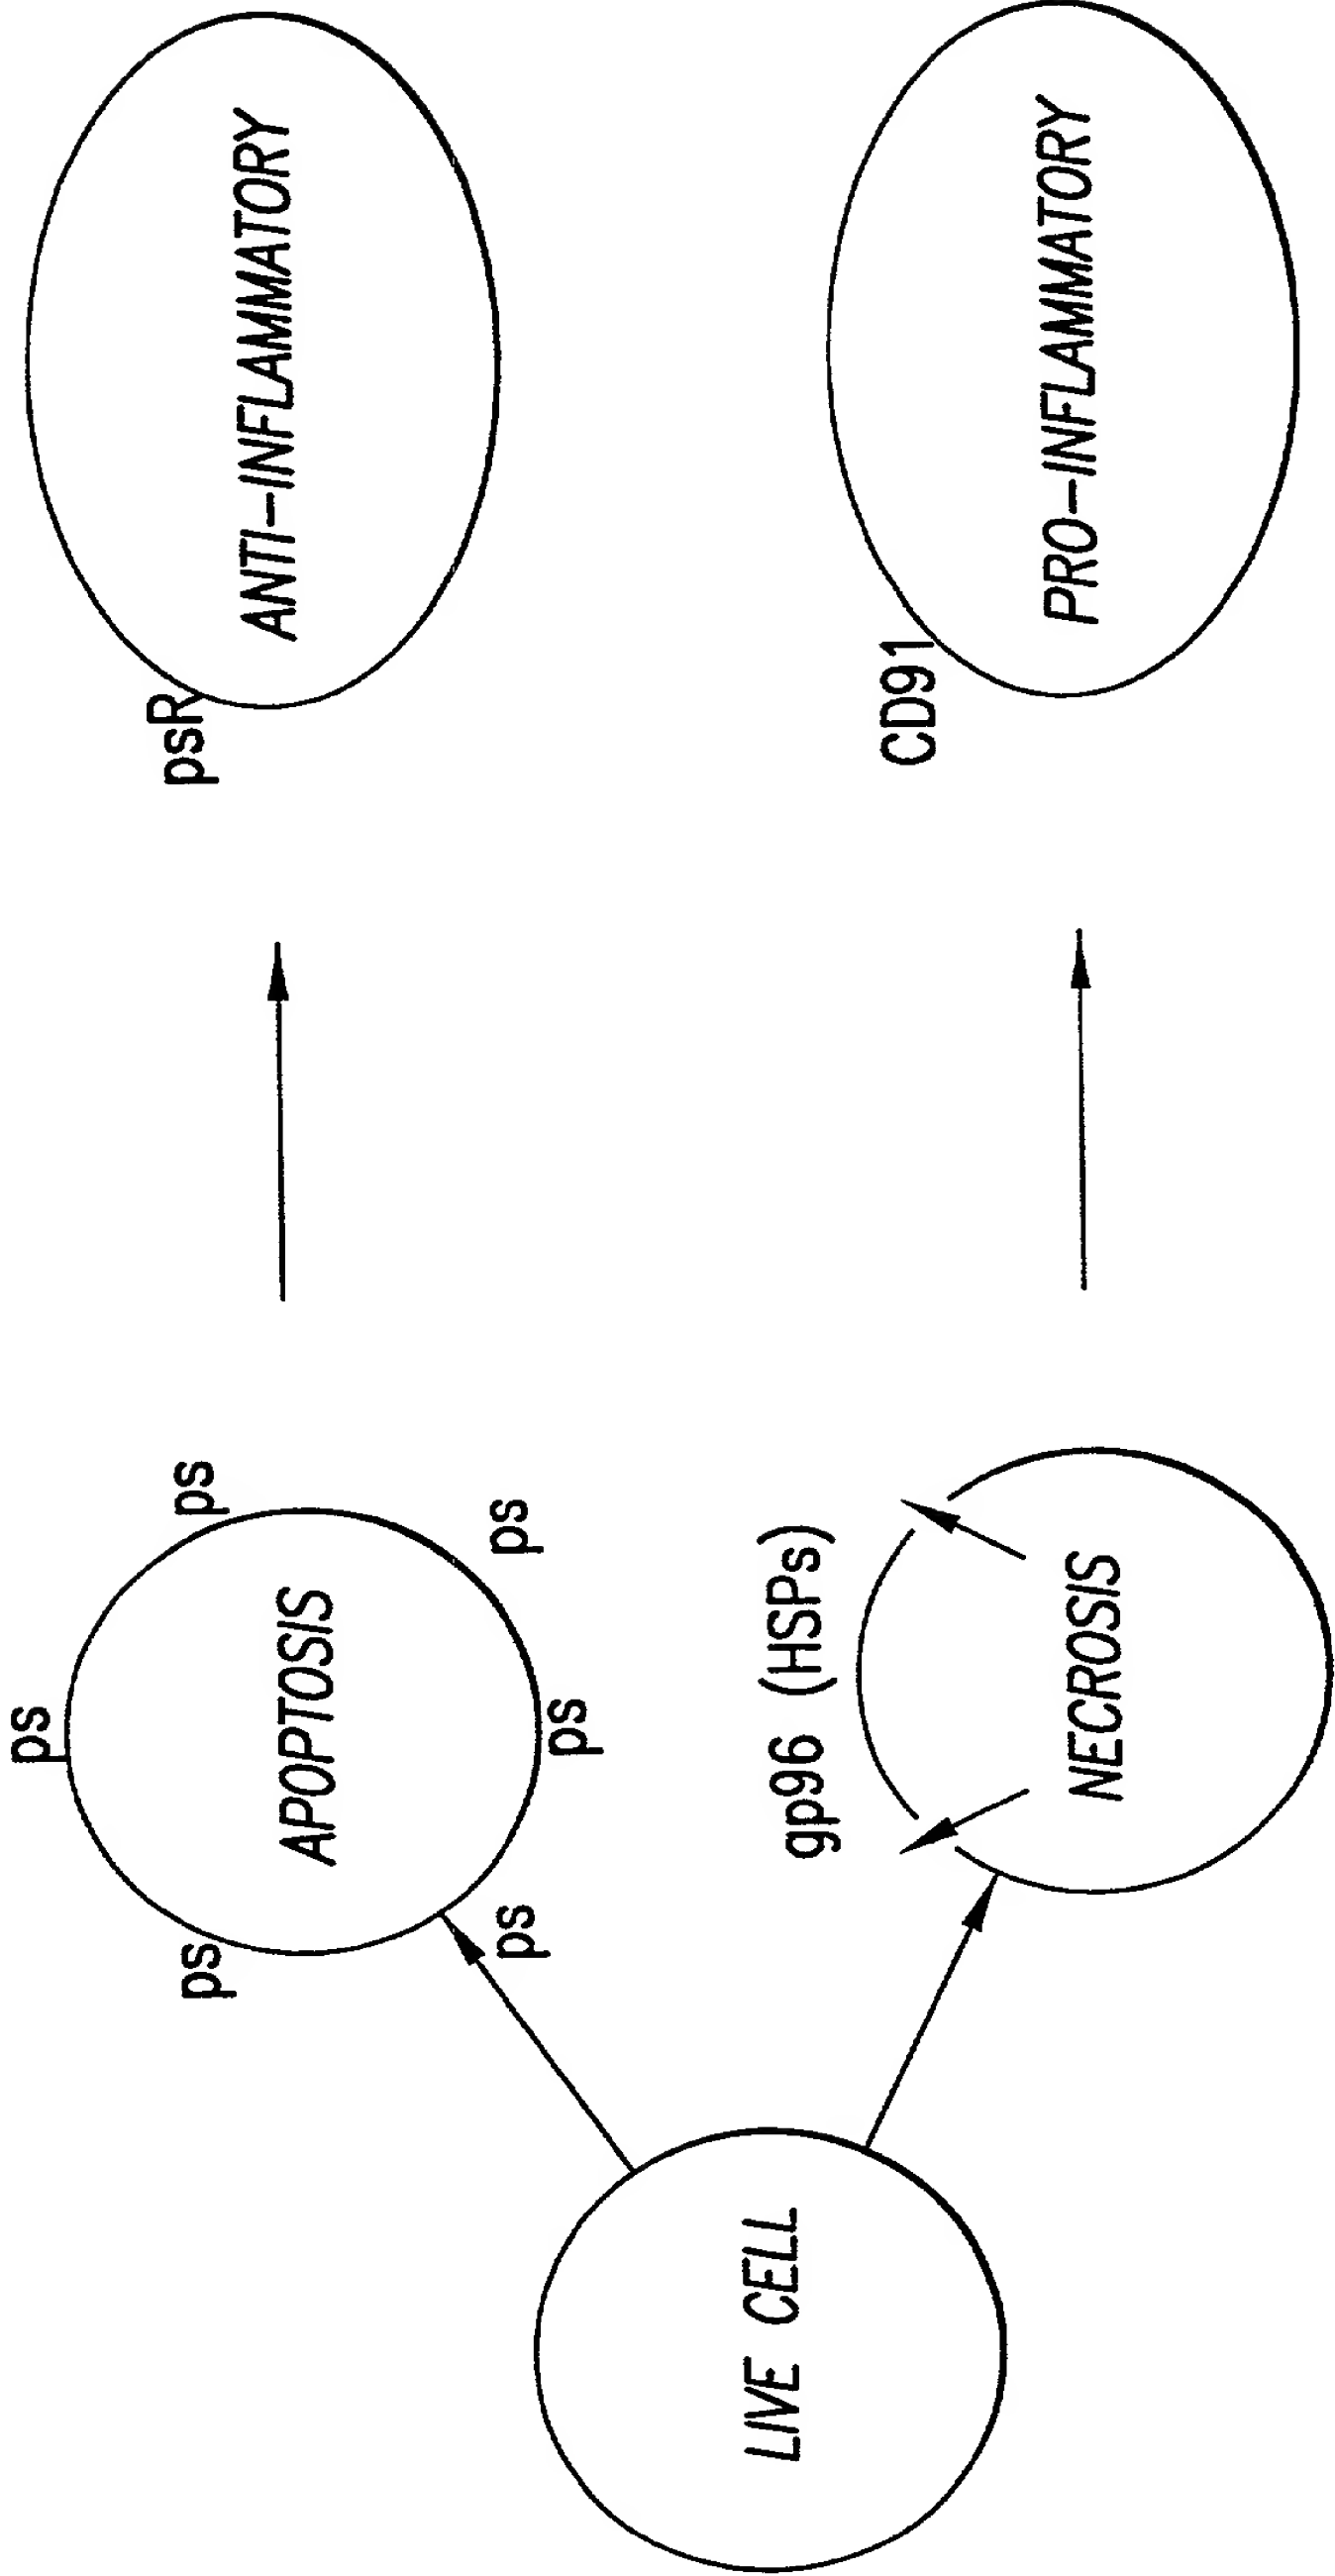 LIVE CELL
ps
ps
ps
ps
ps
ps
APOPTOSIS
psR
ANTI-INFLAMMATORY
gp96 (HSPs)
NECROSIS
CD91
PRO-INFLAMMATORY